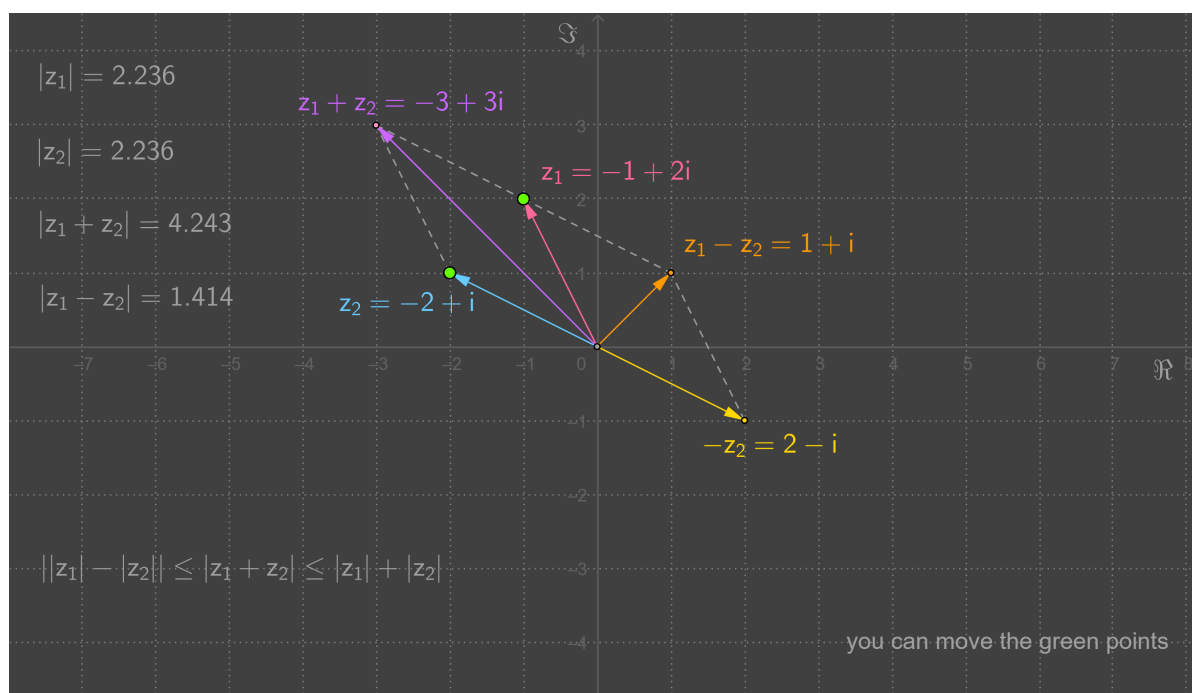 ℑ
4
|z₁| = 2.236
z₁ + z₂ = −3 + 3i
3
|z₂| = 2.236
z₁ = −1 + 2i
2
|z₁ + z₂| = 4.243
z₁ − z₂ = 1 + i
1
|z₁ − z₂| = 1.414
z₂ = −2 + i
−7 −6 −5 −4 −3 −2 −1 0 1 2 3 4 5 6 7 8
ℜ
−1
−z₂ = 2 − i
−2
||z₁| − |z₂|| ≤ |z₁ + z₂| ≤ |z₁| + |z₂|
−3
−4
you can move the green points